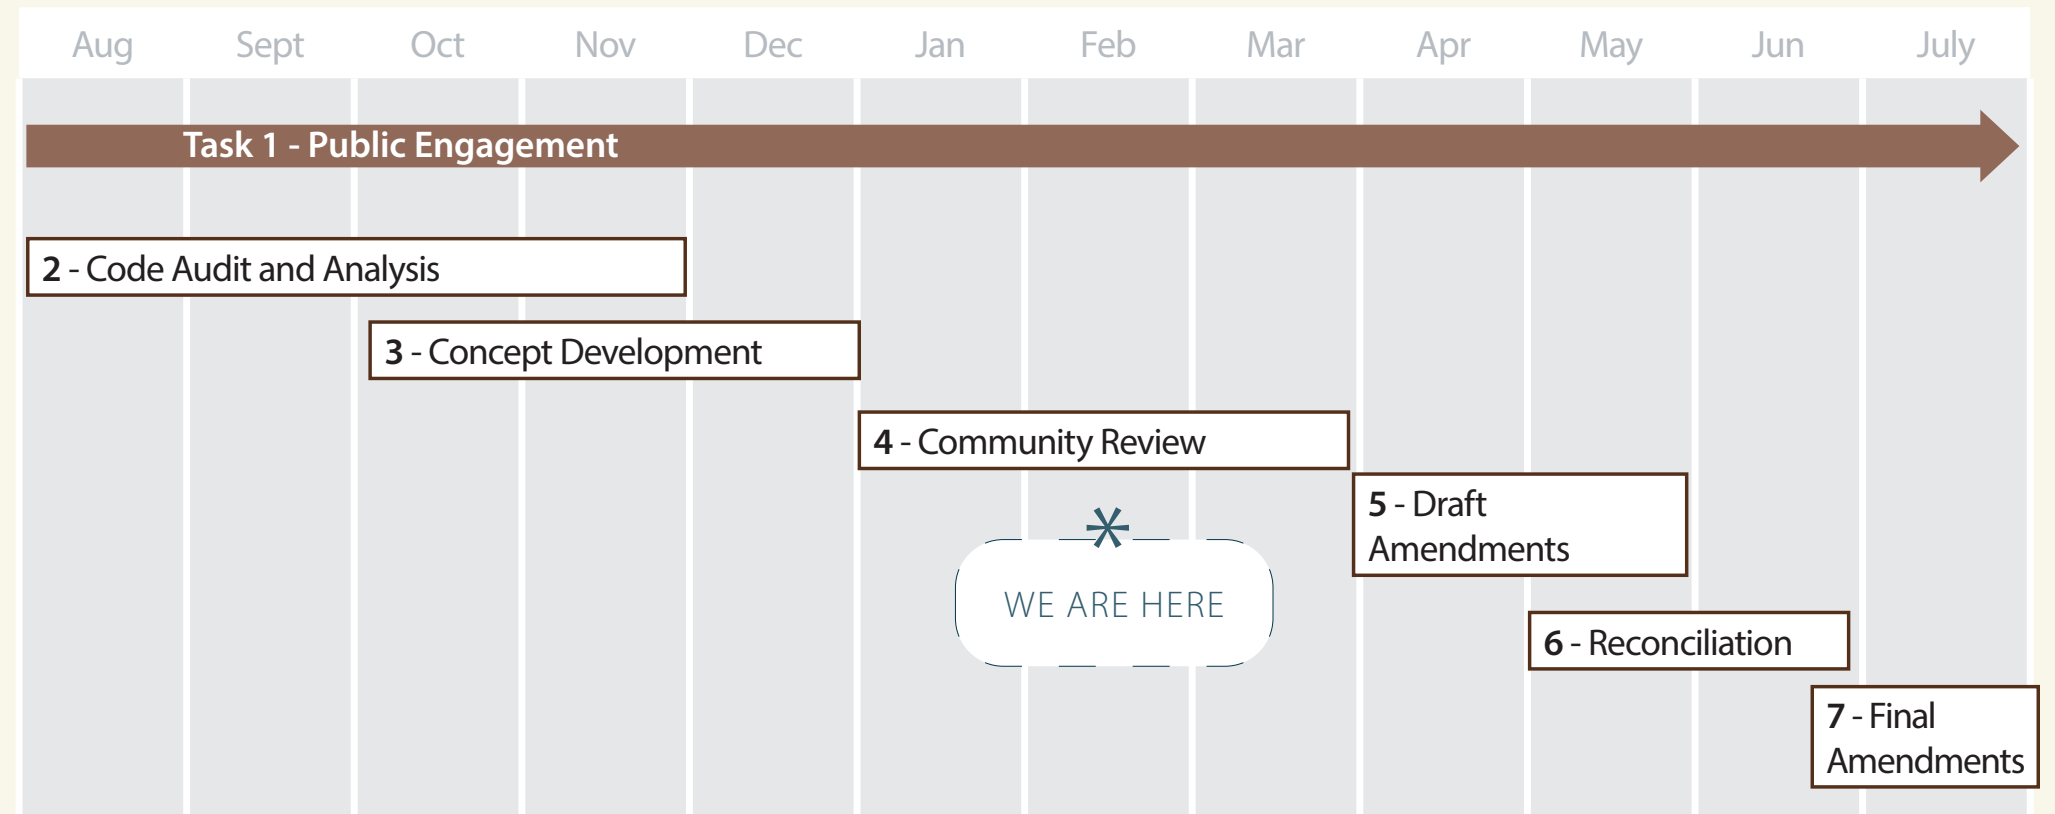 Aug Sept Oct Nov Dec Jan Feb Mar Apr May Jun July
Task 1 - Public Engagement
2 - Code Audit and Analysis
3 - Concept Development
4 - Community Review
5 - Draft
Amendments
*
WE ARE HERE
6 - Reconciliation
7 - Final
Amendments